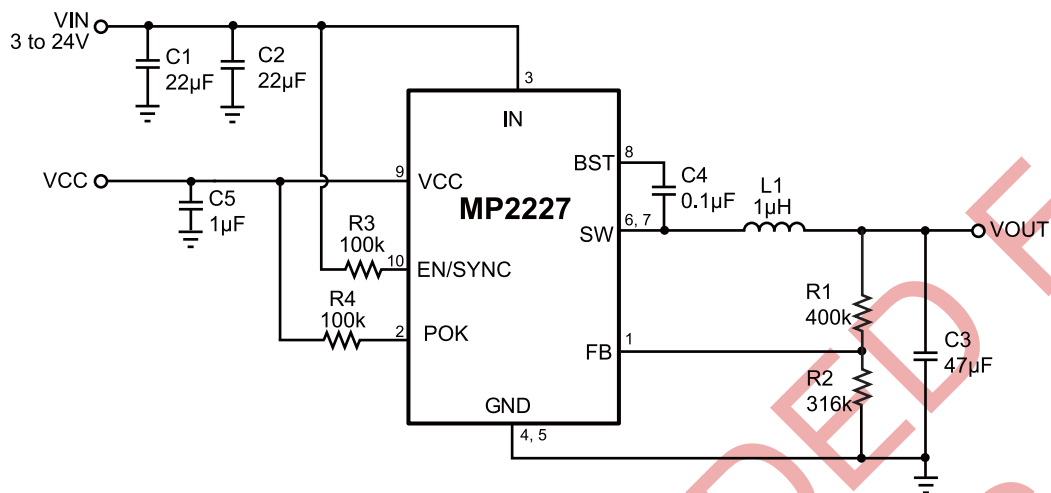 VIN
3 to 24V
C1
22µF
C2
22µF
3
IN
VCC
C5
1µF
9
VCC
MP2227
BST
8
C4
0.1µF
L1
1µH
SW
6, 7
VOUT
R3
100k
10
EN/SYNC
R4
100k
2
POK
R1
400k
FB
1
R2
316k
C3
47µF
GND
4, 5
DED F